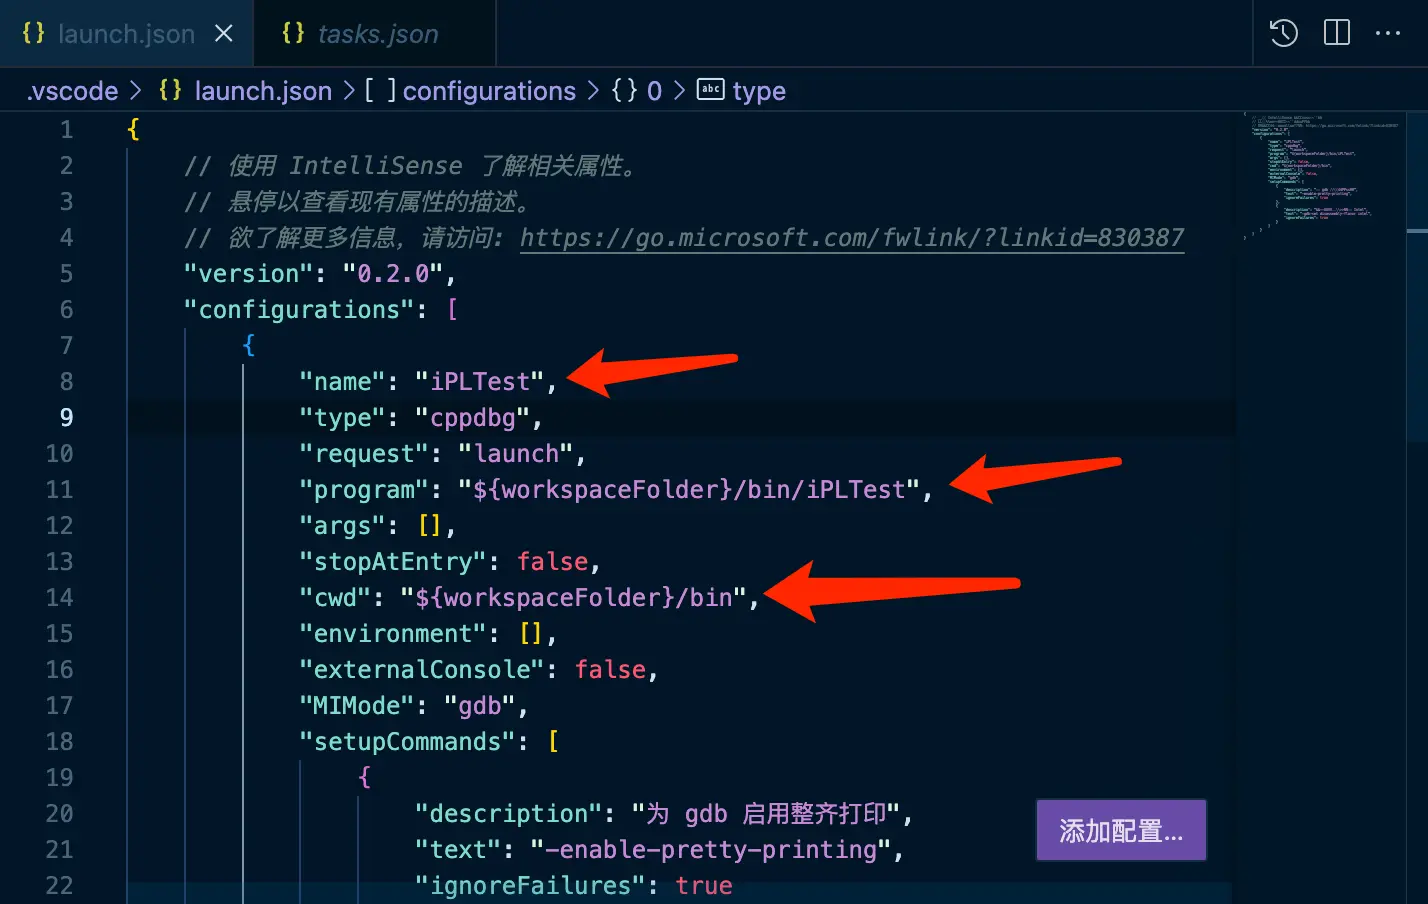 {} launch.json ×
{} tasks.json
.vscode > {} launch.json > [ ] configurations > {} 0 > abc type
1 {
2 // 使用 IntelliSense 了解相关属性。
3 // 悬停以查看现有属性的描述。
4 // 欲了解更多信息，请访问: https://go.microsoft.com/fwlink/?linkid=830387
5 "version": "0.2.0",
6 "configurations": [
7 {
8 "name": "iPLTest",
9 "type": "cppdbg",
10 "request": "launch",
11 "program": "${workspaceFolder}/bin/iPLTest",
12 "args": [],
13 "stopAtEntry": false,
14 "cwd": "${workspaceFolder}/bin",
15 "environment": [],
16 "externalConsole": false,
17 "MIMode": "gdb",
18 "setupCommands": [
19 {
20 "description": "为 gdb 启用整齐打印",
21 "text": "-enable-pretty-printing",
22 "ignoreFailures": true
添加配置...